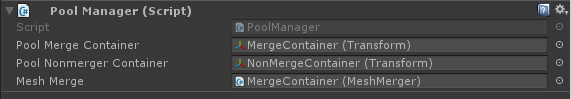 Pool Manager (Script)
Script PoolManager
Pool Merge Container MergeContainer (Transform)
Pool Nonmerger Container NonMergeContainer (Transform)
Mesh Merge MergeContainer (MeshMerger)